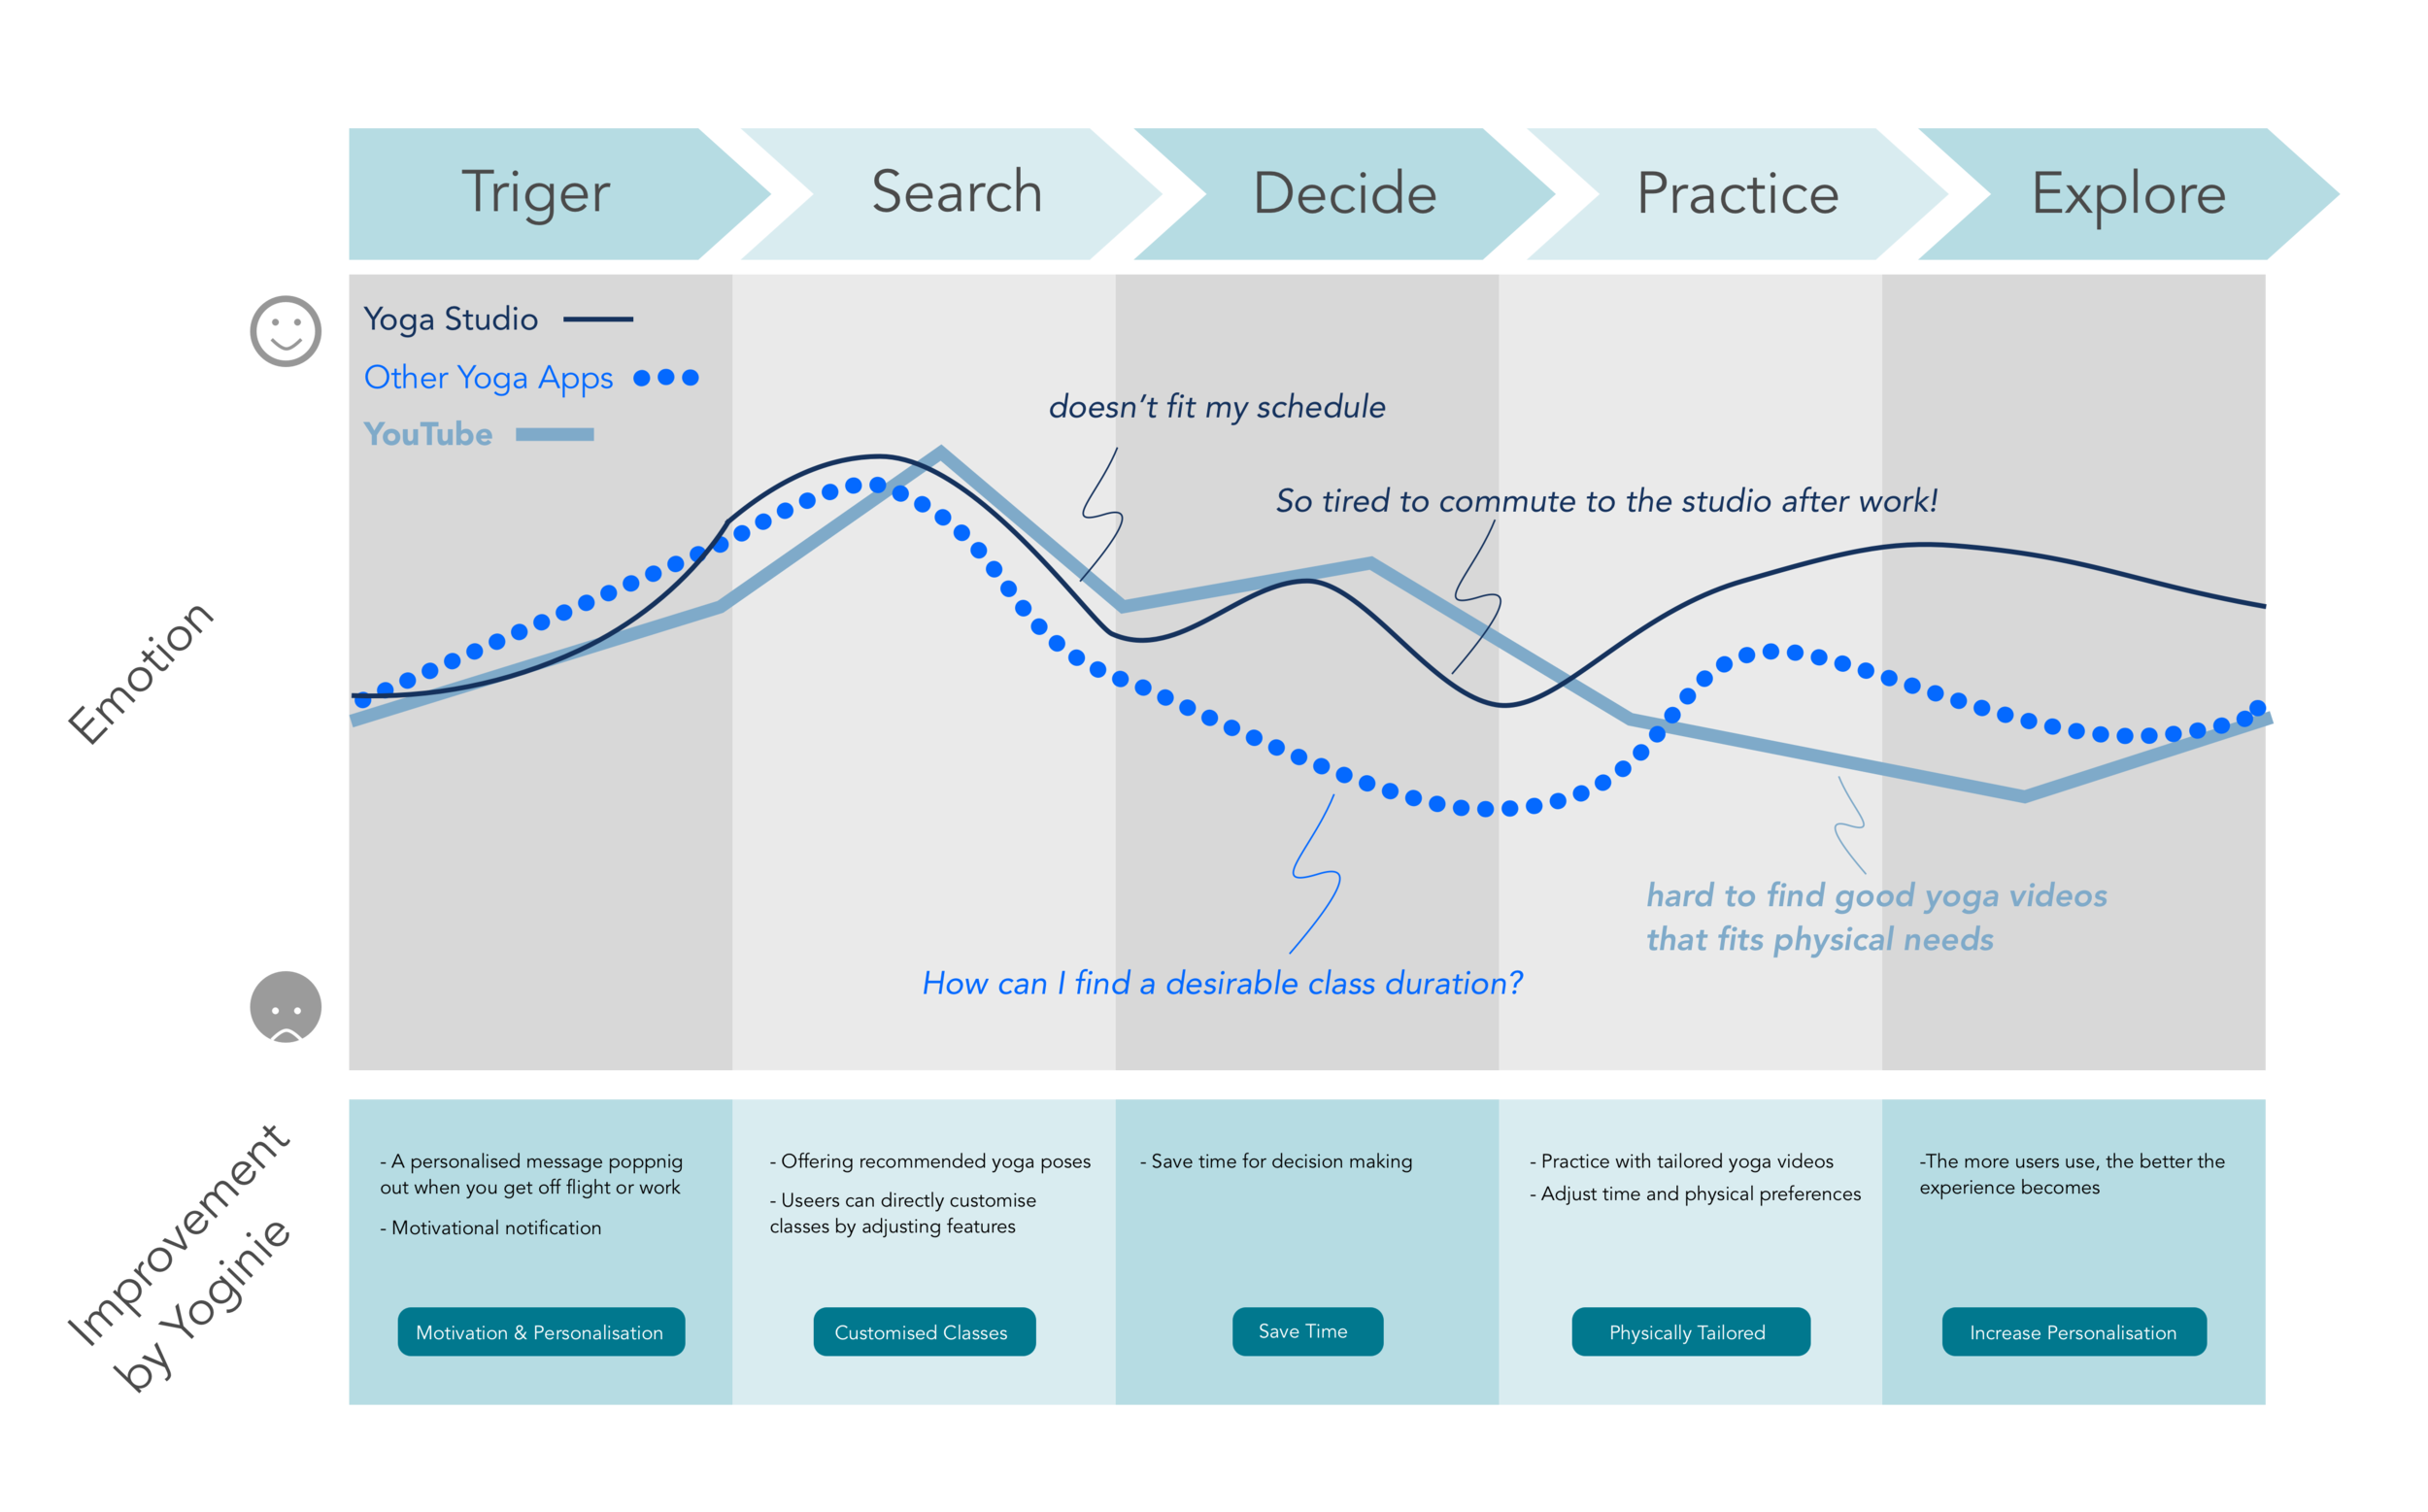 Triger
Search
Decide
Practice
Explore
Emotion
Yoga Studio
Other Yoga Apps
YouTube
doesn't fit my schedule
So tired to commute to the studio after work!
How can I find a desirable class duration?
hard to find good yoga videos
that fits physical needs
Improvement
by Yoginie
- A personalised message poppnig
out when you get off flight or work
- Motivational notification
Motivation & Personalisation
- Offering recommended yoga poses
- Useers can directly customise
classes by adjusting features
Customised Classes
- Save time for decision making
Save Time
- Practice with tailored yoga videos
- Adjust time and physical preferences
Physically Tailored
-The more users use, the better the
experience becomes
Increase Personalisation